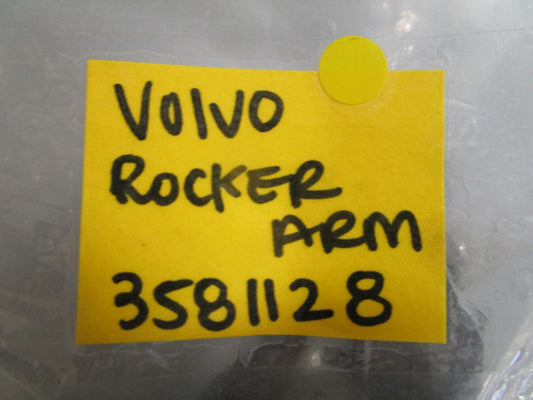 VOLVO
ROCKER
ARM
3581128